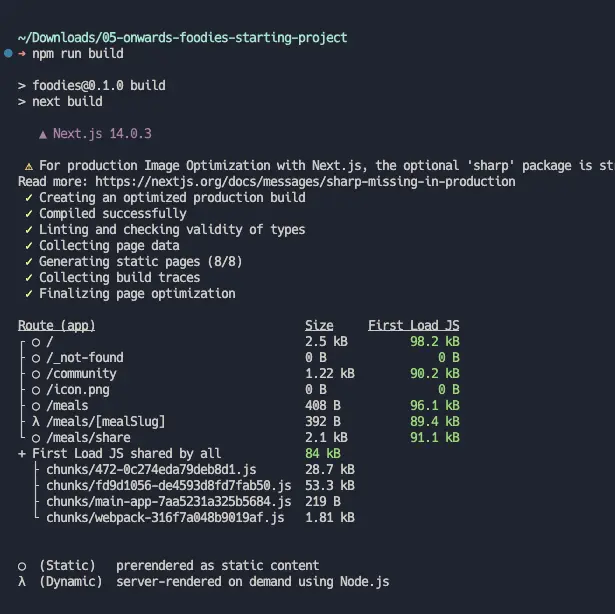 ~/Downloads/05-onwards-foodies-starting-project
➜ npm run build
> foodies@0.1.0 build
> next build
▲ Next.js 14.0.3
⚠ For production Image Optimization with Next.js, the optional 'sharp' package is st
Read more: https://nextjs.org/docs/messages/sharp-missing-in-production
✓ Creating an optimized production build
✓ Compiled successfully
✓ Linting and checking validity of types
✓ Collecting page data
✓ Generating static pages (8/8)
✓ Collecting build traces
✓ Finalizing page optimization
Route (app) Size First Load JS
┌ ○ / 2.5 kB 98.2 kB
├ ○ /_not-found 0 B 0 B
├ ○ /community 1.22 kB 90.2 kB
├ ○ /icon.png 0 B 0 B
├ ○ /meals 408 B 96.1 kB
├ λ /meals/[mealSlug] 392 B 89.4 kB
└ ○ /meals/share 2.1 kB 91.1 kB
+ First Load JS shared by all 84 kB
├ chunks/472-0c274eda79deb8d1.js 28.7 kB
├ chunks/fd9d1056-de4593d8fd7fab50.js 53.3 kB
├ chunks/main-app-7aa5231a325b5684.js 219 B
└ chunks/webpack-316f7a048b9019af.js 1.81 kB
○ (Static) prerendered as static content
λ (Dynamic) server-rendered on demand using Node.js